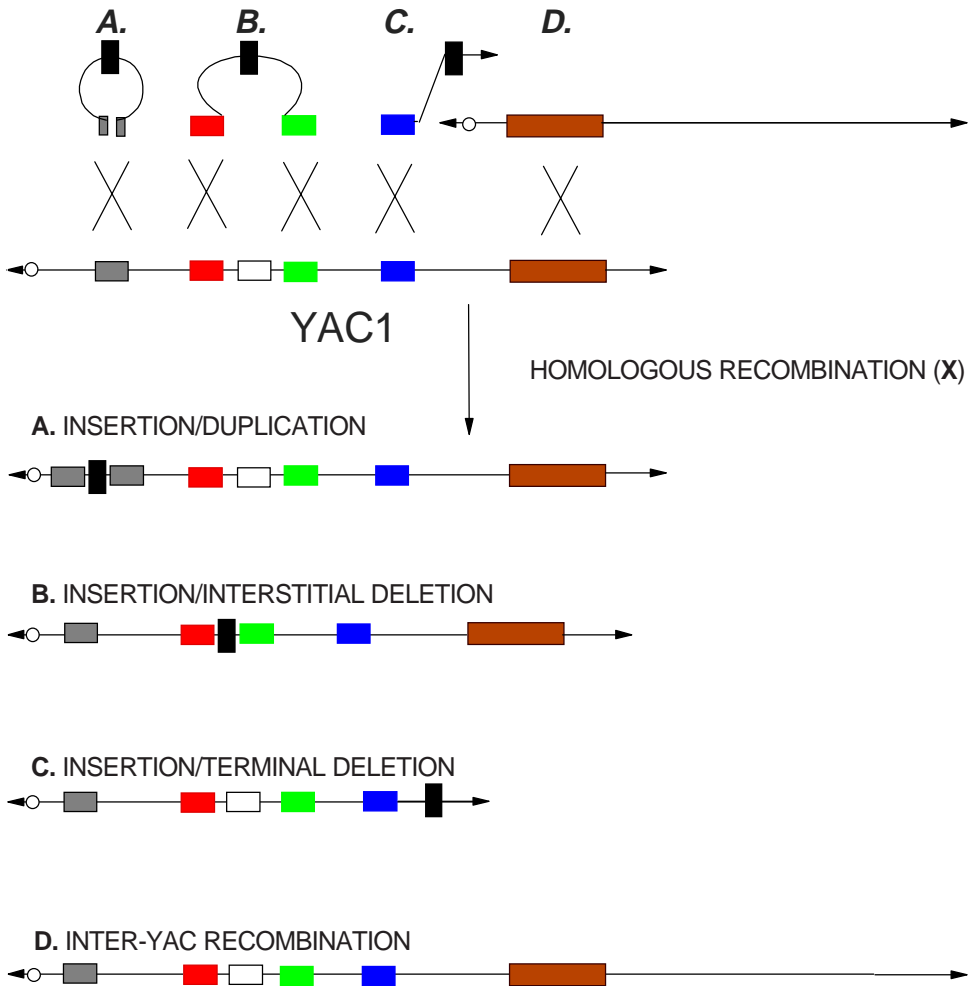 A. B. C. D.
YAC1
HOMOLOGOUS RECOMBINATION (X)
A. INSERTION/DUPLICATION
B. INSERTION/INTERSTITIAL DELETION
C. INSERTION/TERMINAL DELETION
D. INTER-YAC RECOMBINATION